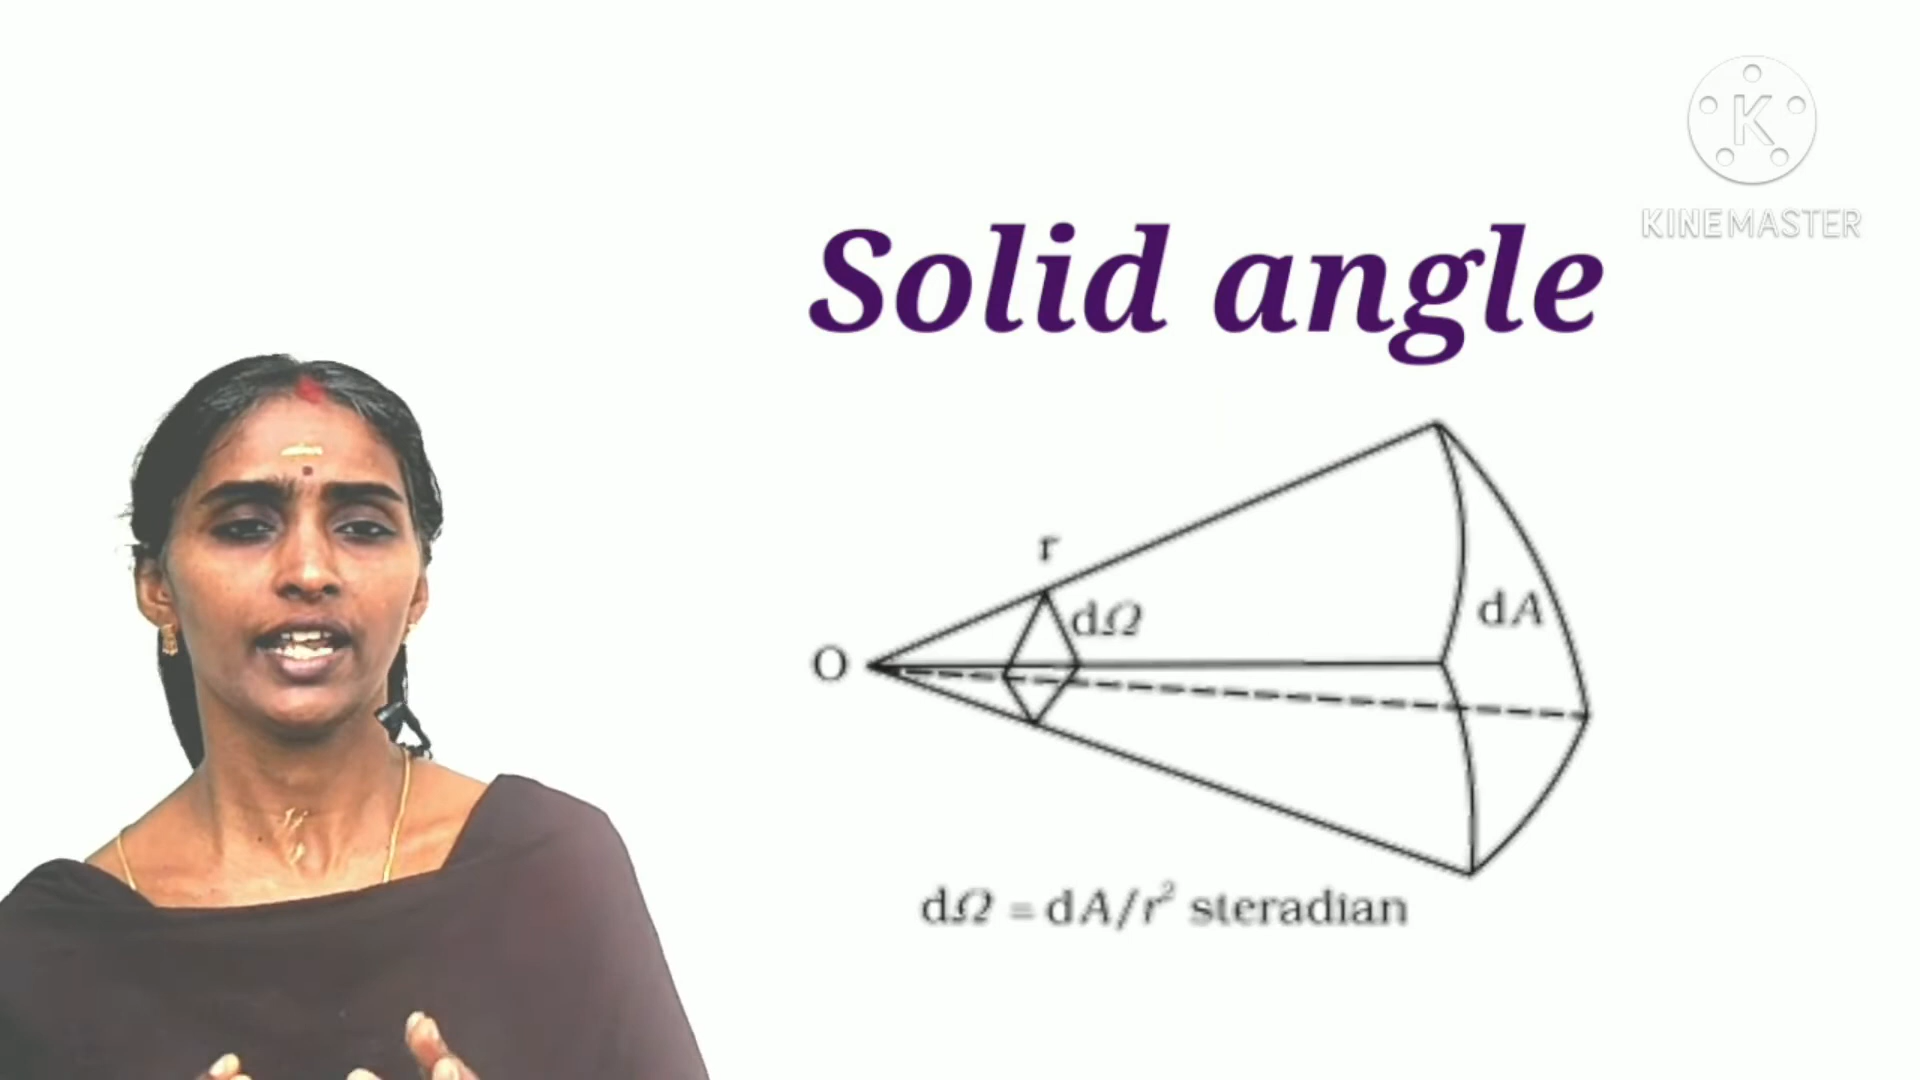 K
KINEMASTER
Solid angle
r
dΩ
dA
O
dΩ = dA/r² steradian